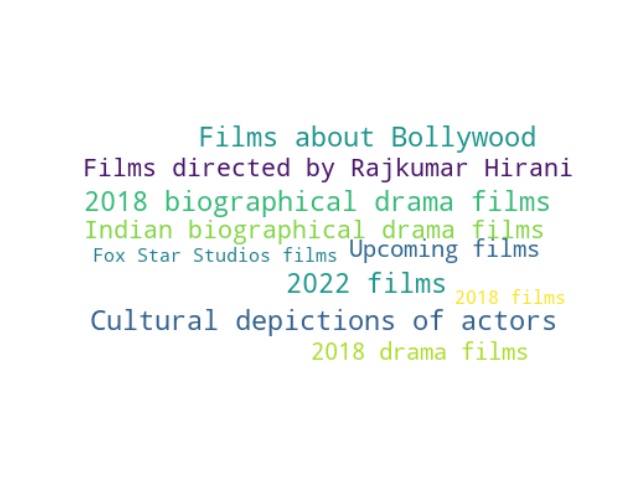 Films about Bollywood
Films directed by Rajkumar Hirani
2018 biographical drama films
Indian biographical drama films
Fox Star Studios films
Upcoming films
2022 films
2018 films
Cultural depictions of actors
2018 drama films